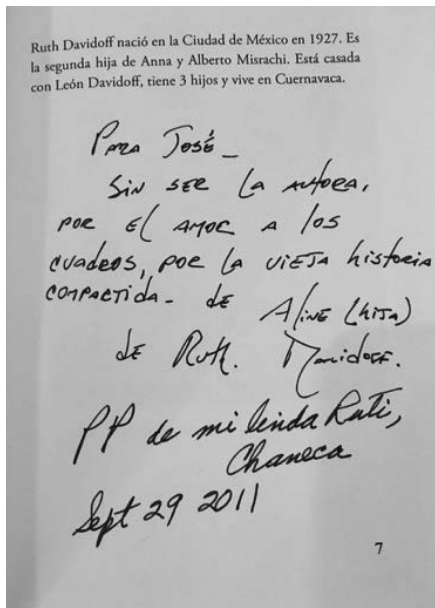 Ruth Davidoff nació en la Ciudad de México en 1927. Es
la segunda hija de Anna y Alberto Misrachi. Está casada
con León Davidoff, tiene 3 hijos y vive en Cuernavaca.
Para José_
Sin ser la autora,
por el amor a los
cuadros, por la vieja historia
compartida- de Aline (hija)
de Ruth. Davidoff.
PP de mi linda Ruti,
Chaneca
Sept 29 2011
7